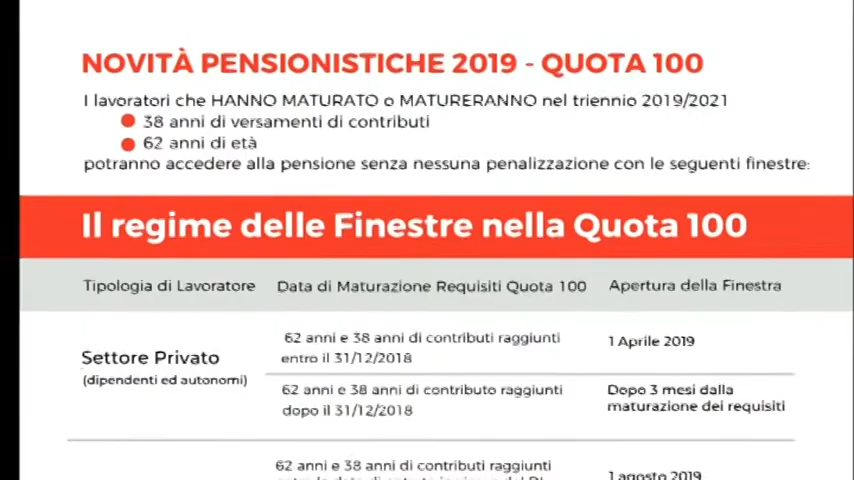 NOVITÀ PENSIONISTICHE 2019 - QUOTA 100
I lavoratori che HANNO MATURATO o MATURERANNO nel triennio 2019/2021
38 anni di versamenti di contributi
62 anni di età
potranno accedere alla pensione senza nessuna penalizzazione con le seguenti finestre:
Il regime delle Finestre nella Quota 100
Tipologia di Lavoratore Data di Maturazione Requisiti Quota 100 Apertura della Finestra
Settore Privato
(dipendenti ed autonomi)
62 anni e 38 anni di contributi raggiunti
entro il 31/12/2018
1 Aprile 2019
62 anni e 38 anni di contributo raggiunti
dopo il 31/12/2018
Dopo 3 mesi dalla
maturazione dei requisiti
62 anni e 38 anni di contributi raggiunti
1 agosto 2019